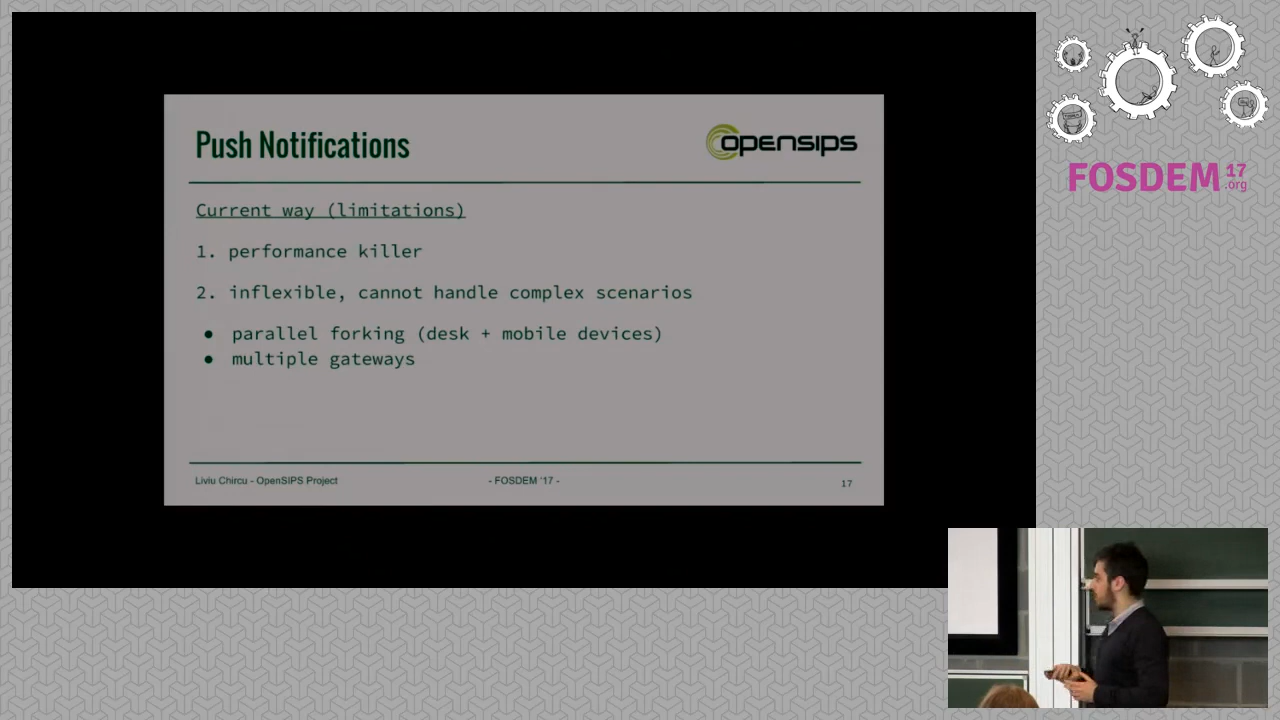 Push Notifications
opensips
Current way (limitations)
1. performance killer
2. inflexible, cannot handle complex scenarios
● parallel forking (desk + mobile devices)
● multiple gateways
Liviu Chircu - OpenSIPS Project
- FOSDEM '17 -
17
FOSDEM 17
.org